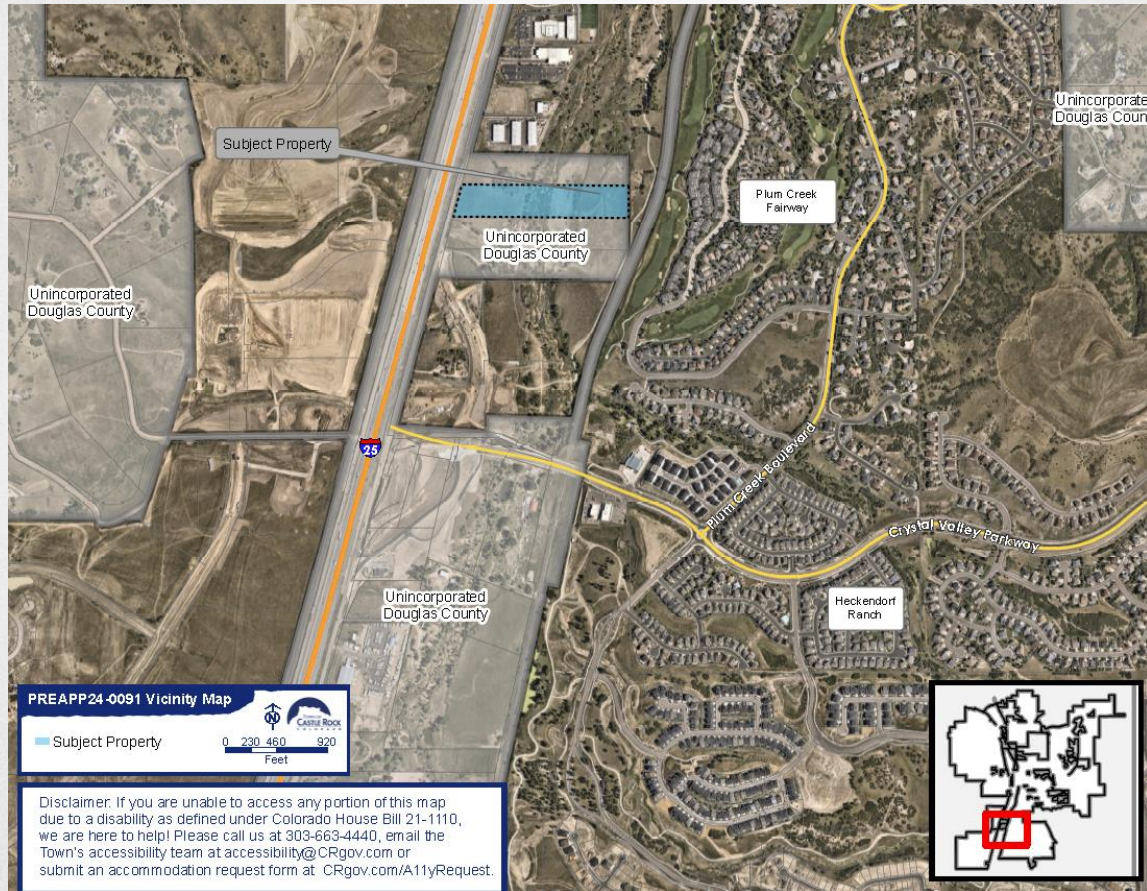 Unincorporated
Douglas Coun
Subject Property
Plum Creek
Fairway
Unincorporated
Douglas County
Unincorporated
Douglas County
25
Plum Creek Boulevard
Crystal Valley Parkway
Unincorporated
Douglas County
Heckendorf
Ranch
PREAPP24-0091 Vicinity Map
N
TOWN OF
CASTLE ROCK
COLORADO
Subject Property
0 230 460 920
Feet
Disclaimer: If you are unable to access any portion of this map
due to a disability as defined under Colorado House Bill 21-1110,
we are here to help! Please call us at 303-663-4440, email the
Town's accessibility team at accessibility@CRgov.com or
submit an accommodation request form at CRgov.com/A11yRequest.